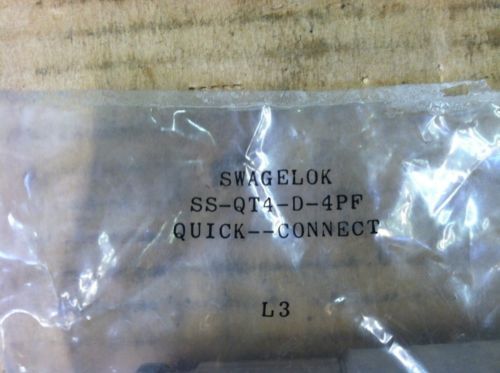 SWAGELOK
SS-QT4-D-4PF
QUICK--CONNECT
L3